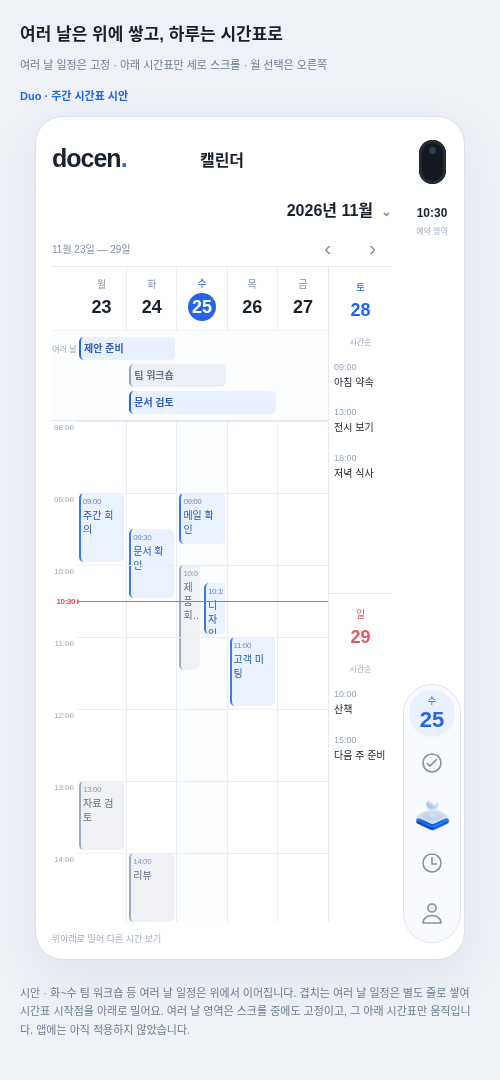 여러 날은 위에 쌓고, 하루는 시간표로
여러 날 일정은 고정 · 아래 시간표만 세로 스크롤 · 월 선택은 오른쪽
Duo · 주간 시간표 시안
docen.
캘린더
2026년 11월
10:30
예약 영역
11월 23일 — 29일
월
23
화
24
수
25
목
26
금
27
토
28
시간순
09:00
아침 약속
13:00
전시 보기
18:00
저녁 식사
여러 날
제안 준비
팀 워크숍
문서 검토
08:00
09:00
10:00
10:30
11:00
12:00
13:00
14:00
09:00
주간 회
의
09:30
문서 확
인
09:00
메일 확
인
10:0
제
품
회…
10:1
디
자
인
11:00
고객 미
팅
13:00
자료 검
토
14:00
리뷰
일
29
시간순
10:00
산책
15:00
다음 주 준비
수
25
위아래로 밀어 다른 시간 보기
시안 · 화~수 팀 워크숍 등 여러 날 일정은 위에서 이어집니다. 겹치는 여러 날 일정은 별도 줄로 쌓여
시간표 시작점을 아래로 밀어요. 여러 날 영역은 스크롤 중에도 고정이고, 그 아래 시간표만 움직입니
다. 앱에는 아직 적용하지 않았습니다.